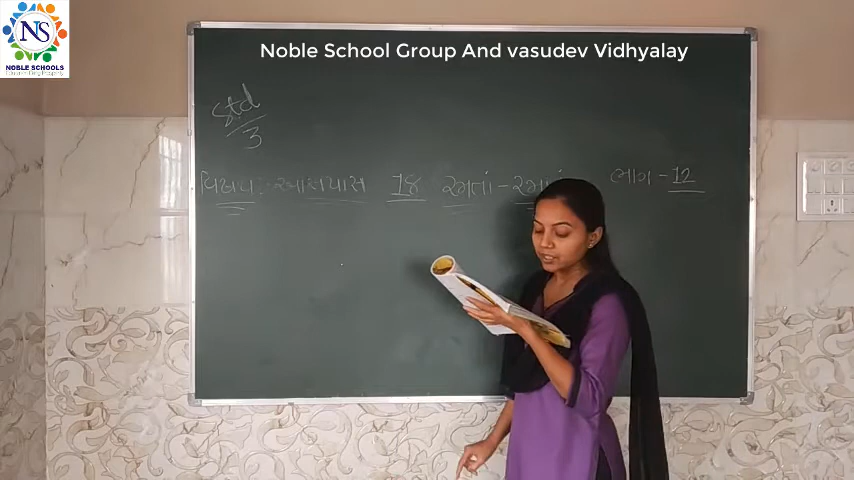 NS
NOBLE SCHOOLS
Noble School Group And vasudev Vidhyalay
Std
3
વિષય : આસપાસ 18 રમતાં - રમતાં ભાગ - 12